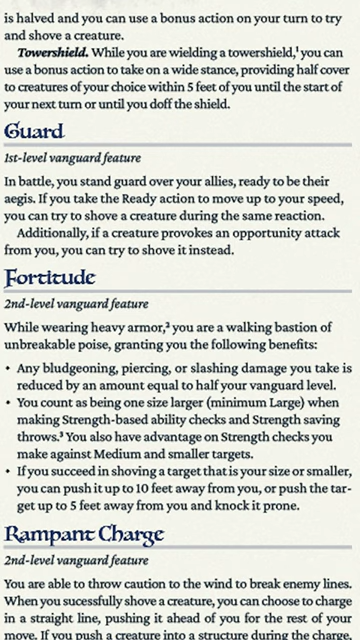 is halved and you can use a bonus action on your turn to try
and shove a creature.
Towershield. While you are wielding a towershield,¹ you can
use a bonus action to take on a wide stance, providing half cover
to creatures of your choice within 5 feet of you until the start of
your next turn or until you doff the shield.
Guard
1st-level vanguard feature
In battle, you stand guard over your allies, ready to be their
aegis. If you take the Ready action to move up to your speed,
you can try to shove a creature during the same reaction.
Additionally, if a creature provokes an opportunity attack
from you, you can try to shove it instead.
Fortitude
2nd-level vanguard feature
While wearing heavy armor,² you are a walking bastion of
unbreakable poise, granting you the following benefits:
• Any bludgeoning, piercing, or slashing damage you take is
reduced by an amount equal to half your vanguard level.
• You count as being one size larger (minimum Large) when
making Strength-based ability checks and Strength saving
throws.³ You also have advantage on Strength checks you
make against Medium and smaller targets.
• If you succeed in shoving a target that is your size or smaller,
you can push it up to 10 feet away from you, or push the tar-
get up to 5 feet away from you and knock it prone.
Rampant Charge
2nd-level vanguard feature
You are able to throw caution to the wind to break enemy lines.
When you sucessfully shove a creature, you can choose to charge
in a straight line, pushing it ahead of you for the rest of your
move. If you push a creature into a structure during the charge,